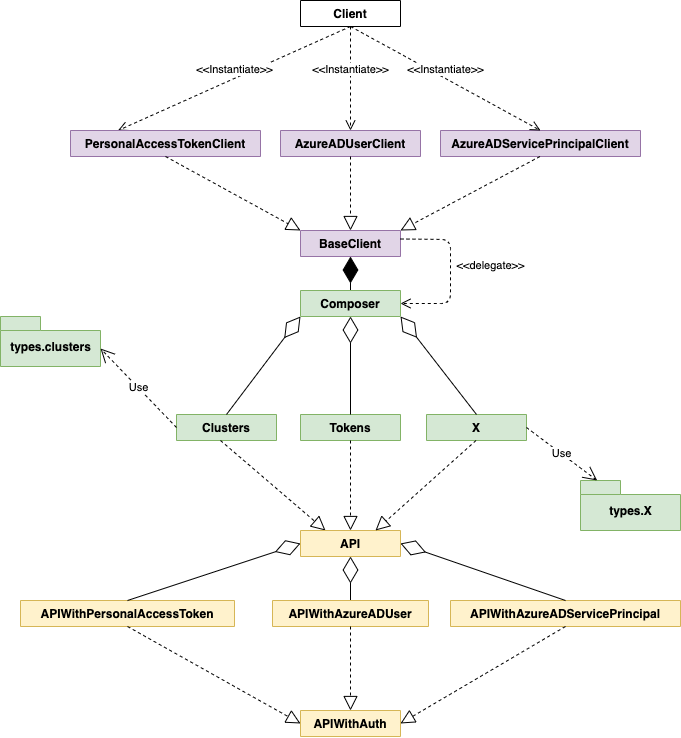 Client
<<Instantiate>>
<<Instantiate>>
<<Instantiate>>
PersonalAccessTokenClient
AzureADUserClient
AzureADServicePrincipalClient
BaseClient
<<delegate>>
Composer
types.clusters
Use
Clusters
Tokens
X
Use
types.X
API
APIWithPersonalAccessToken
APIWithAzureADUser
APIWithAzureADServicePrincipal
APIWithAuth